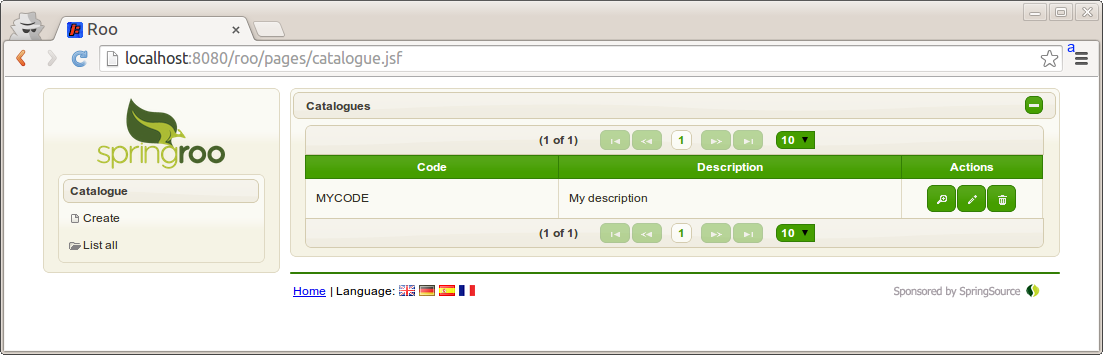 Roo
localhost:8080/roo/pages/catalogue.jsf
a
springroo
Catalogue
Create
List all
Catalogues
(1 of 1) 1 10
Code Description Actions
MYCODE My description
(1 of 1) 1 10
Home | Language:
Sponsored by SpringSource